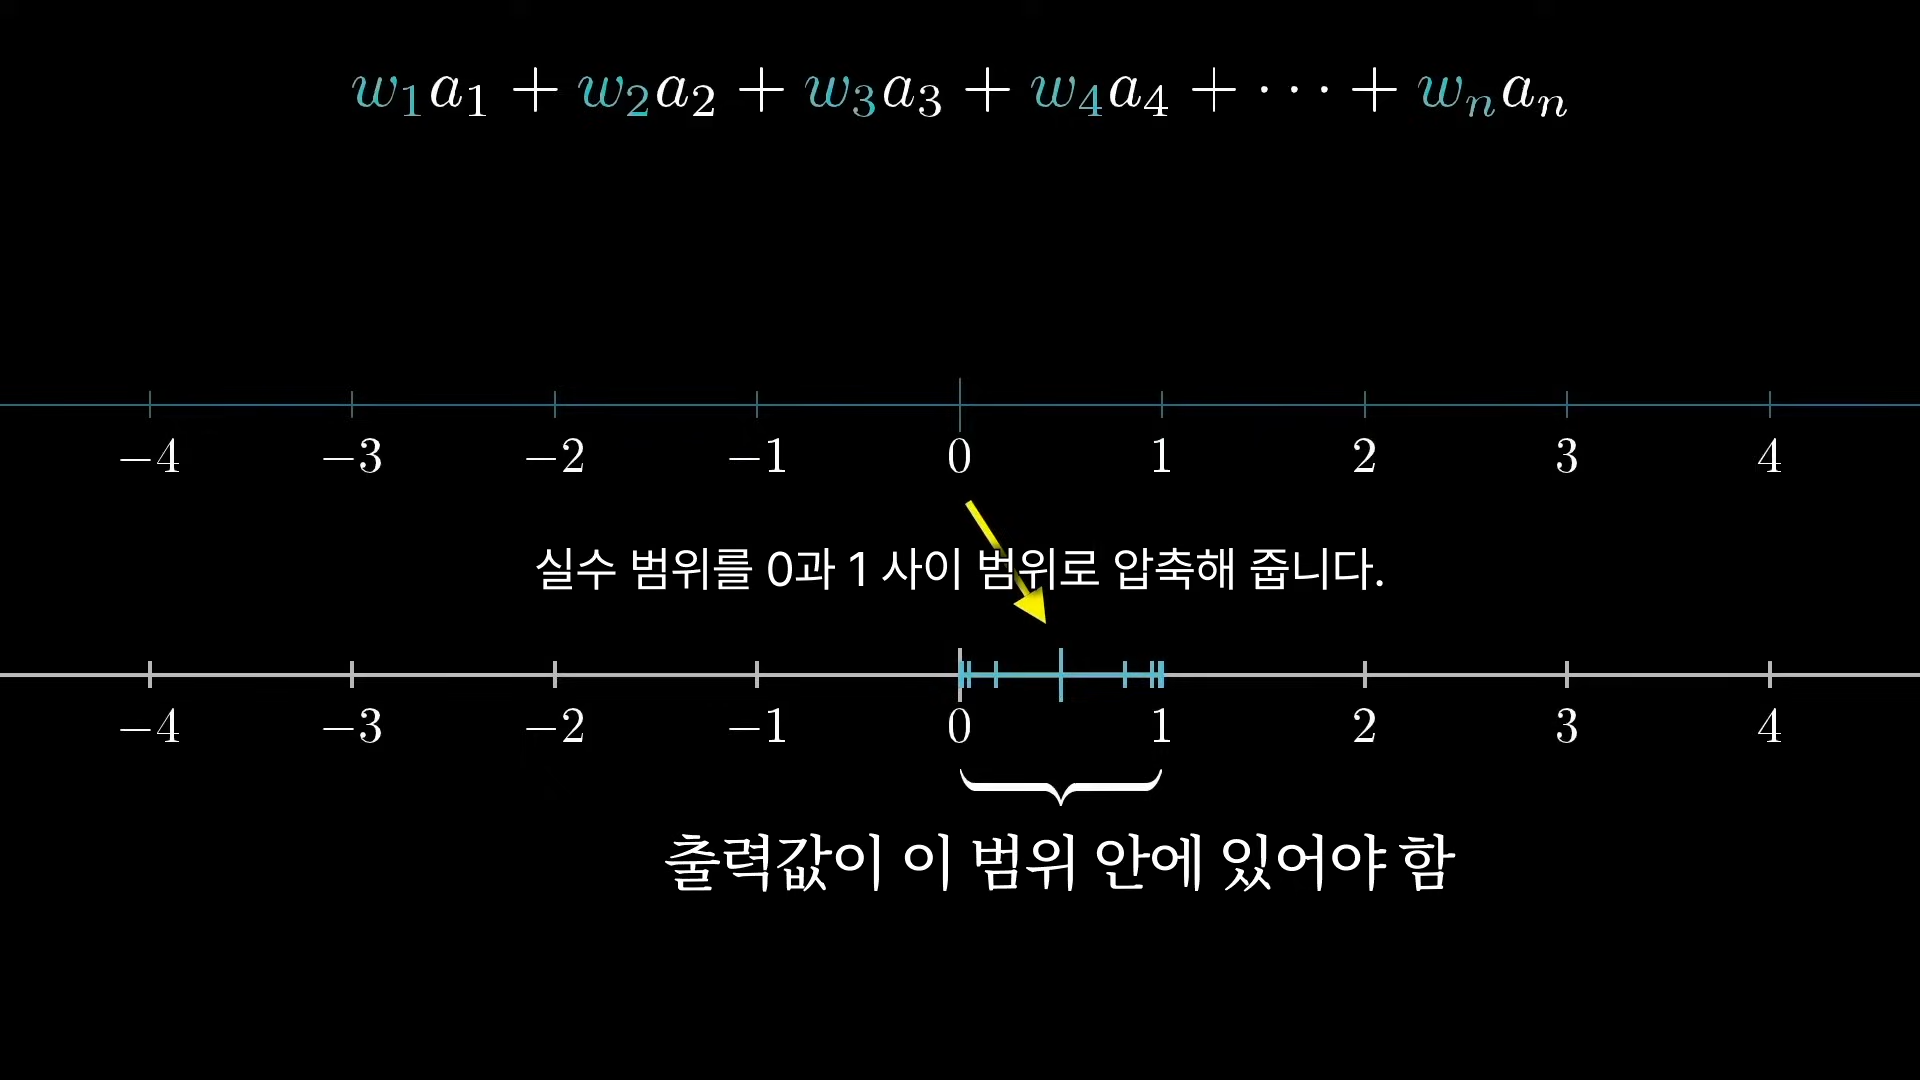 w₁a₁ + w₂a₂ + w₃a₃ + w₄a₄ + ⋯ + wₙaₙ
−4 −3 −2 −1 0 1 2 3 4
실수 범위를 0과 1 사이 범위로 압축해 줍니다.
−4 −3 −2 −1 0 1 2 3 4
출력값이 이 범위 안에 있어야 함